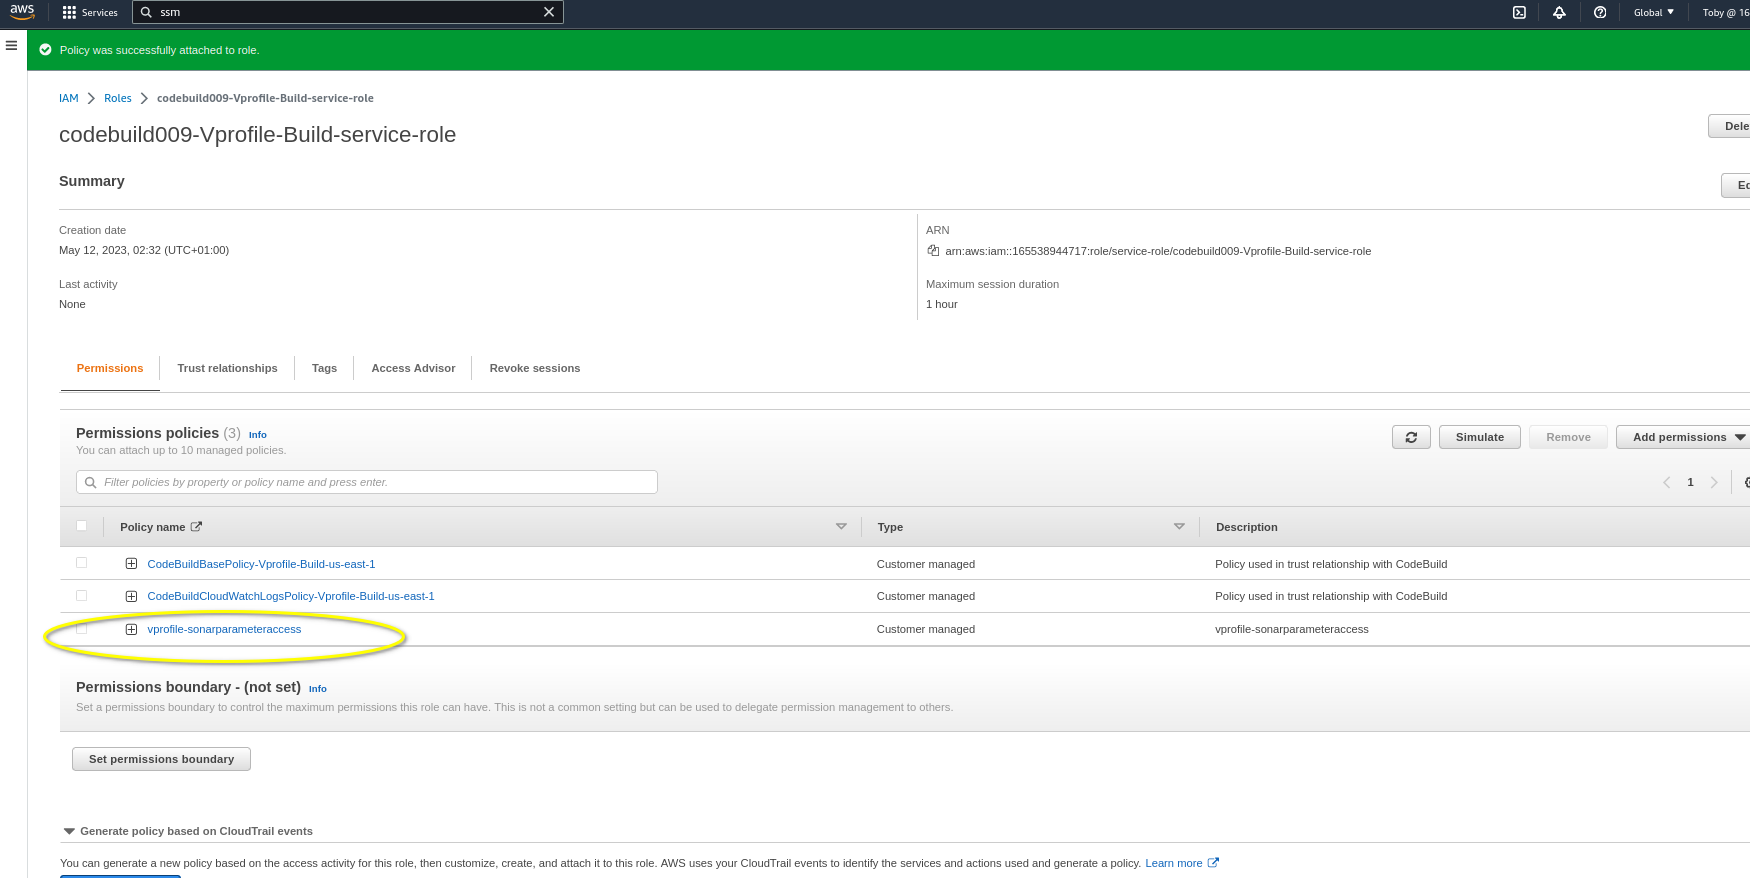 aws Services ssm Global Toby @ 16
Policy was successfully attached to role.
IAM Roles codebuild009-Vprofile-Build-service-role
codebuild009-Vprofile-Build-service-role
Summary
Creation date
May 12, 2023, 02:32 (UTC+01:00)
ARN
arn:aws:iam::165538944717:role/service-role/codebuild009-Vprofile-Build-service-role
Last activity
None
Maximum session duration
1 hour
Permissions Trust relationships Tags Access Advisor Revoke sessions
Permissions policies (3) Info
You can attach up to 10 managed policies.
Simulate Remove Add permissions
Filter policies by property or policy name and press enter.
1
Policy name Type Description
CodeBuildBasePolicy-Vprofile-Build-us-east-1 Customer managed Policy used in trust relationship with CodeBuild
CodeBuildCloudWatchLogsPolicy-Vprofile-Build-us-east-1 Customer managed Policy used in trust relationship with CodeBuild
vprofile-sonarparameteraccess Customer managed vprofile-sonarparameteraccess
Permissions boundary - (not set) Info
Set a permissions boundary to control the maximum permissions this role can have. This is not a common setting but can be used to delegate permission management to others.
Set permissions boundary
Generate policy based on CloudTrail events
You can generate a new policy based on the access activity for this role, then customize, create, and attach it to this role. AWS uses your CloudTrail events to identify the services and actions used and generate a policy. Learn more